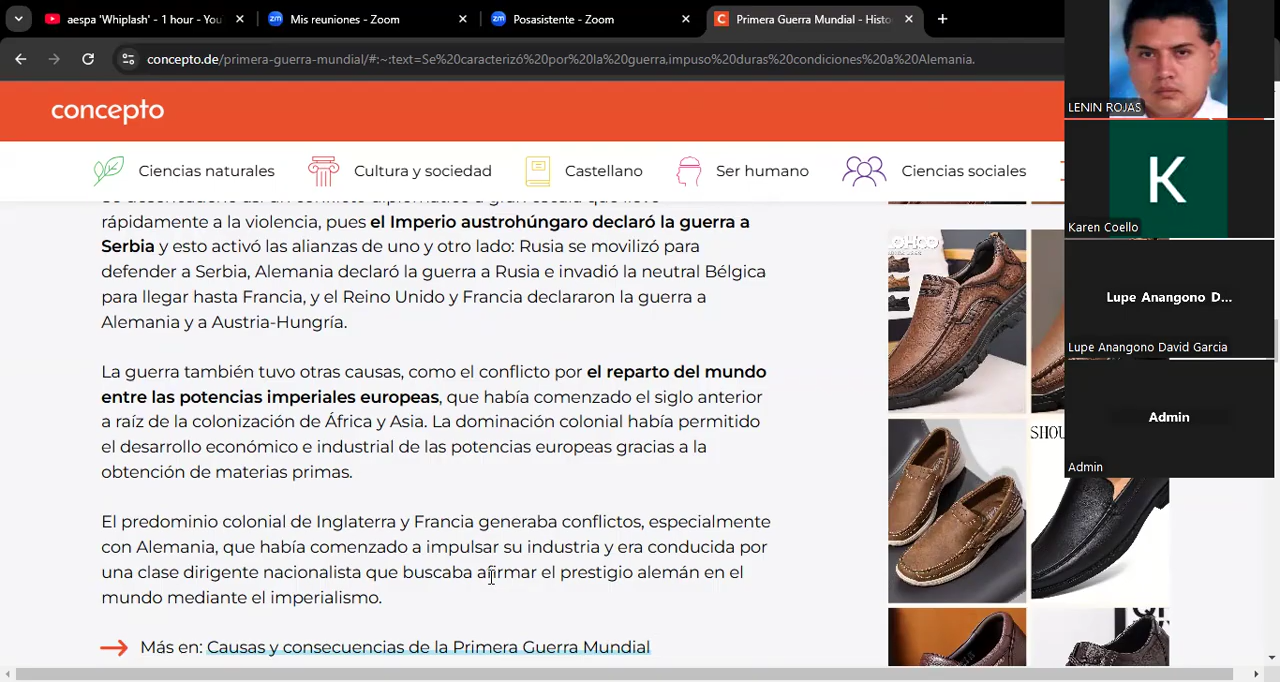 aespa 'Whiplash' - 1 hour - You
Mis reuniones - Zoom
Posasistente - Zoom
Primera Guerra Mundial - Histo
concepto.de/primera-guerra-mundial/#:~:text=Se%20caracterizó%20por%20la%20guerra,impuso%20duras%20condiciones%20a%20Alemania.
concepto
Ciencias naturales
Cultura y sociedad
Castellano
Ser humano
Ciencias sociales
rápidamente a la violencia, pues el Imperio austrohúngaro declaró la guerra a
Serbia y esto activó las alianzas de uno y otro lado: Rusia se movilizó para
defender a Serbia, Alemania declaró la guerra a Rusia e invadió la neutral Bélgica
para llegar hasta Francia, y el Reino Unido y Francia declararon la guerra a
Alemania y a Austria-Hungría.
La guerra también tuvo otras causas, como el conflicto por el reparto del mundo
entre las potencias imperiales europeas, que había comenzado el siglo anterior
a raíz de la colonización de África y Asia. La dominación colonial había permitido
el desarrollo económico e industrial de las potencias europeas gracias a la
obtención de materias primas.
El predominio colonial de Inglaterra y Francia generaba conflictos, especialmente
con Alemania, que había comenzado a impulsar su industria y era conducida por
una clase dirigente nacionalista que buscaba afirmar el prestigio alemán en el
mundo mediante el imperialismo.
Más en: Causas y consecuencias de la Primera Guerra Mundial
LENIN ROJAS
K
Karen Coello
Lupe Anangono D...
Lupe Anangono David Garcia
Admin
Admin